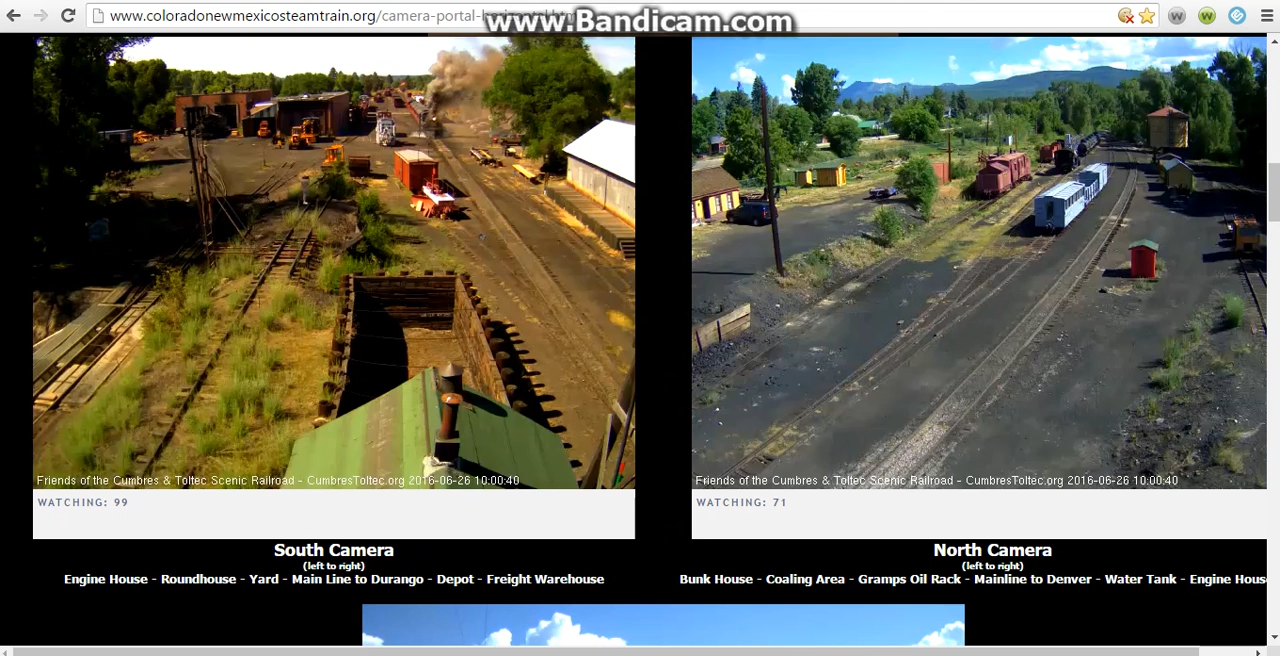 www.coloradonewmexicosteamtrain.org/camera-portal-horizontal.html
www.Bandicam.com
Friends of the Cumbres & Toltec Scenic Railroad - CumbresToltec.org 2016-06-26 10:00:40
WATCHING: 99
South Camera
(left to right)
Engine House - Roundhouse - Yard - Main Line to Durango - Depot - Freight Warehouse
Friends of the Cumbres & Toltec Scenic Railroad - CumbresToltec.org 2016-06-26 10:00:40
WATCHING: 71
North Camera
(left to right)
Bunk House - Coaling Area - Gramps Oil Rack - Mainline to Denver - Water Tank - Engine Hous